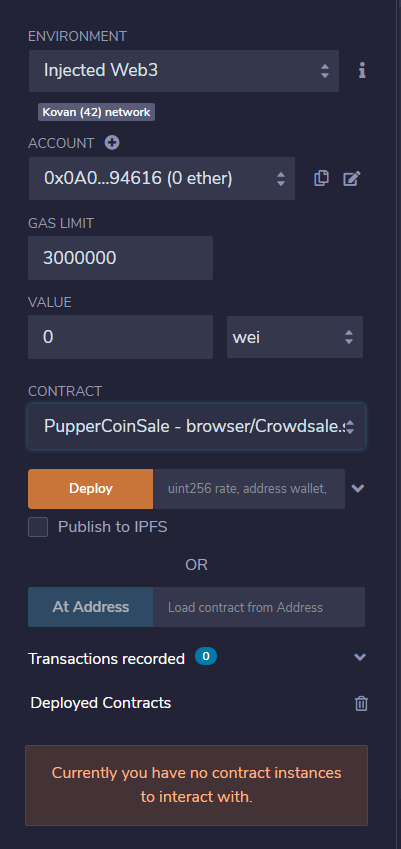 ENVIRONMENT
Injected Web3
Kovan (42) network
ACCOUNT
0x0A0...94616 (0 ether)
GAS LIMIT
3000000
VALUE
0 wei
CONTRACT
PupperCoinSale - browser/Crowdsale.s
Deploy uint256 rate, address wallet,
Publish to IPFS
OR
At Address Load contract from Address
Transactions recorded 0
Deployed Contracts
Currently you have no contract instances
to interact with.